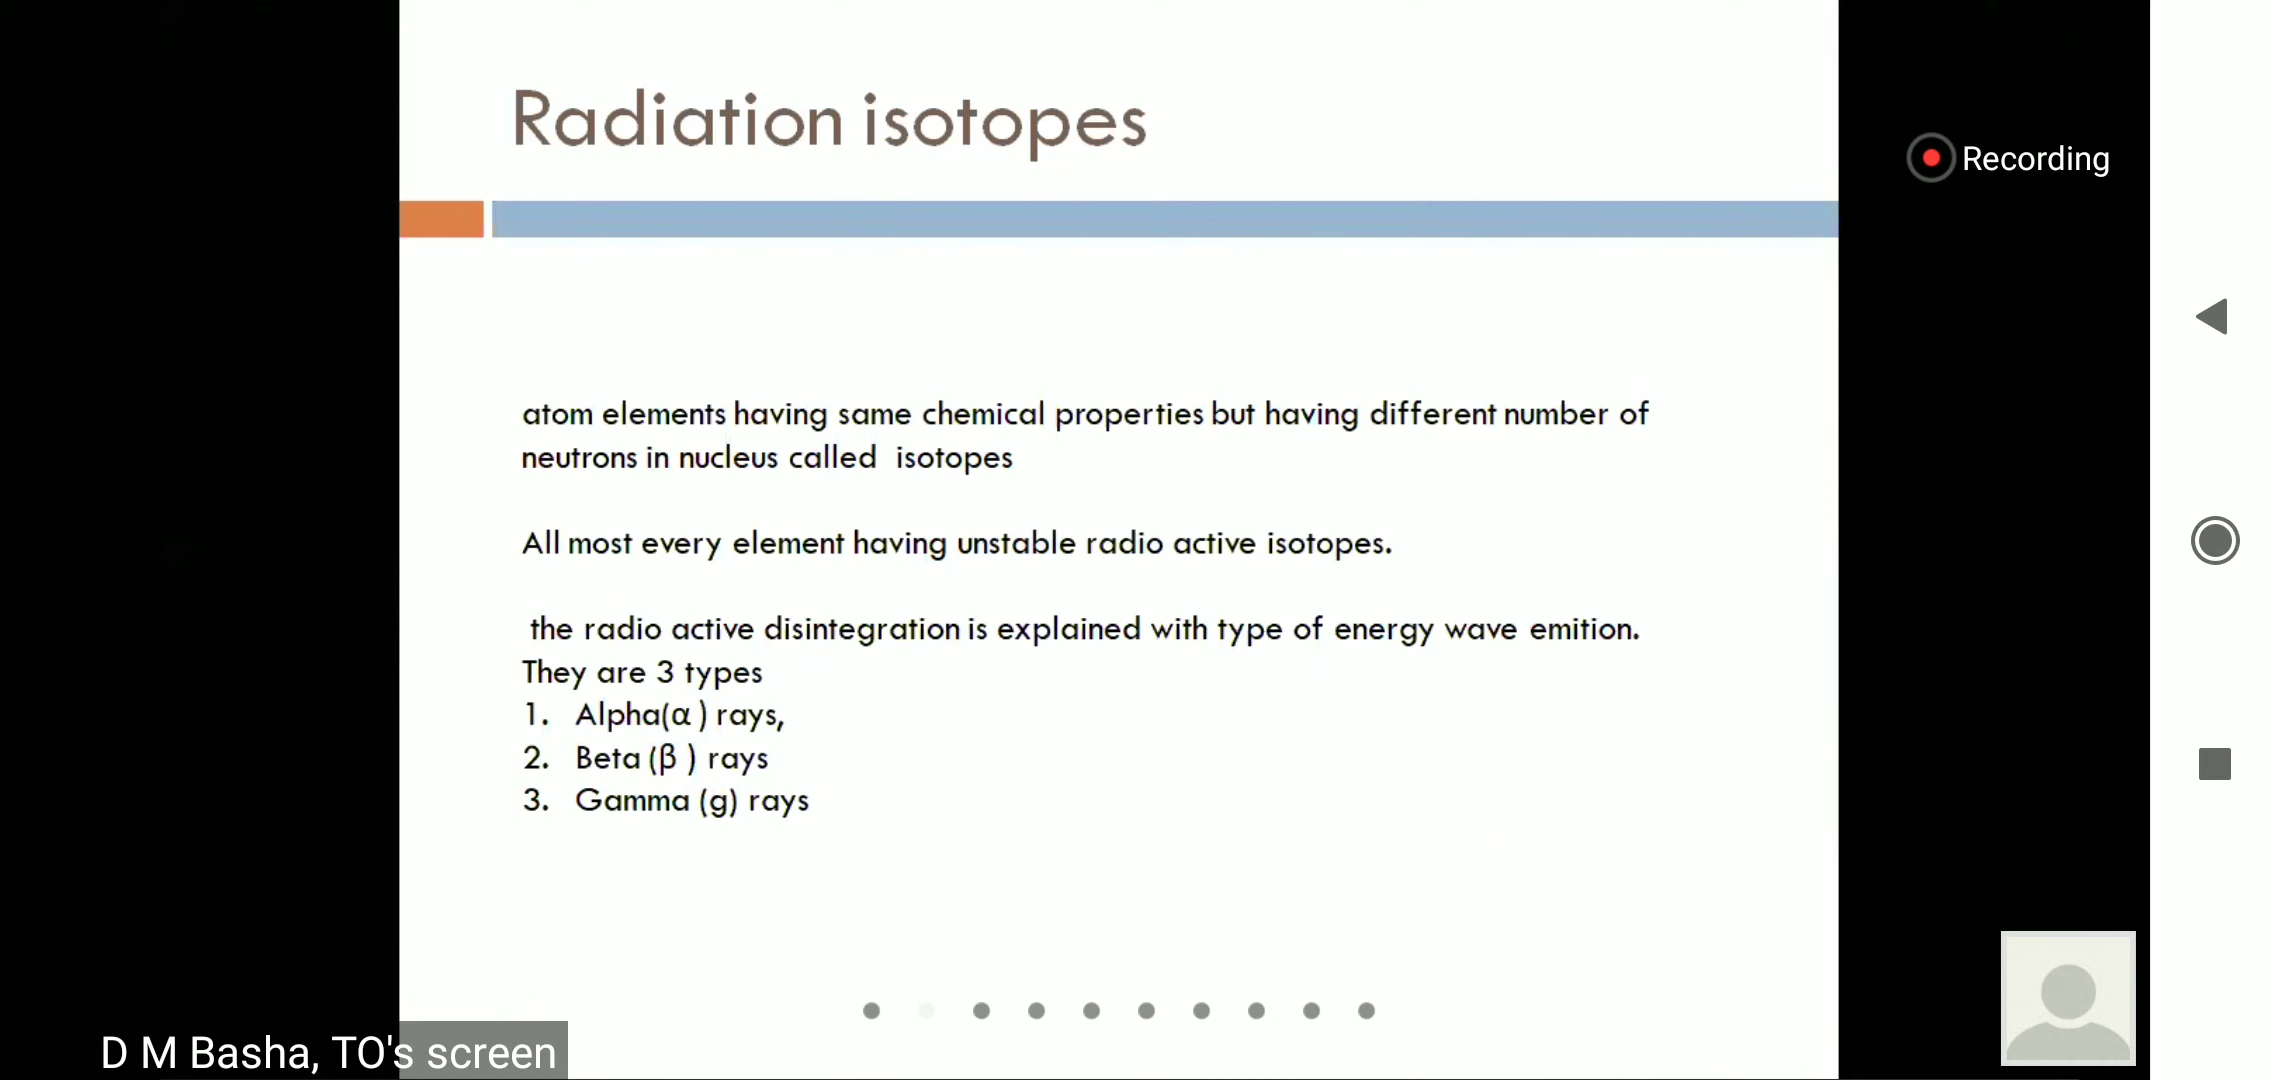 Radiation isotopes
Recording
atom elements having same chemical properties but having different number of
neutrons in nucleus called isotopes
All most every element having unstable radio active isotopes.
the radio active disintegration is explained with type of energy wave emition.
They are 3 types
1. Alpha(α ) rays,
2. Beta (β ) rays
3. Gamma (g) rays
D M Basha, TO's screen